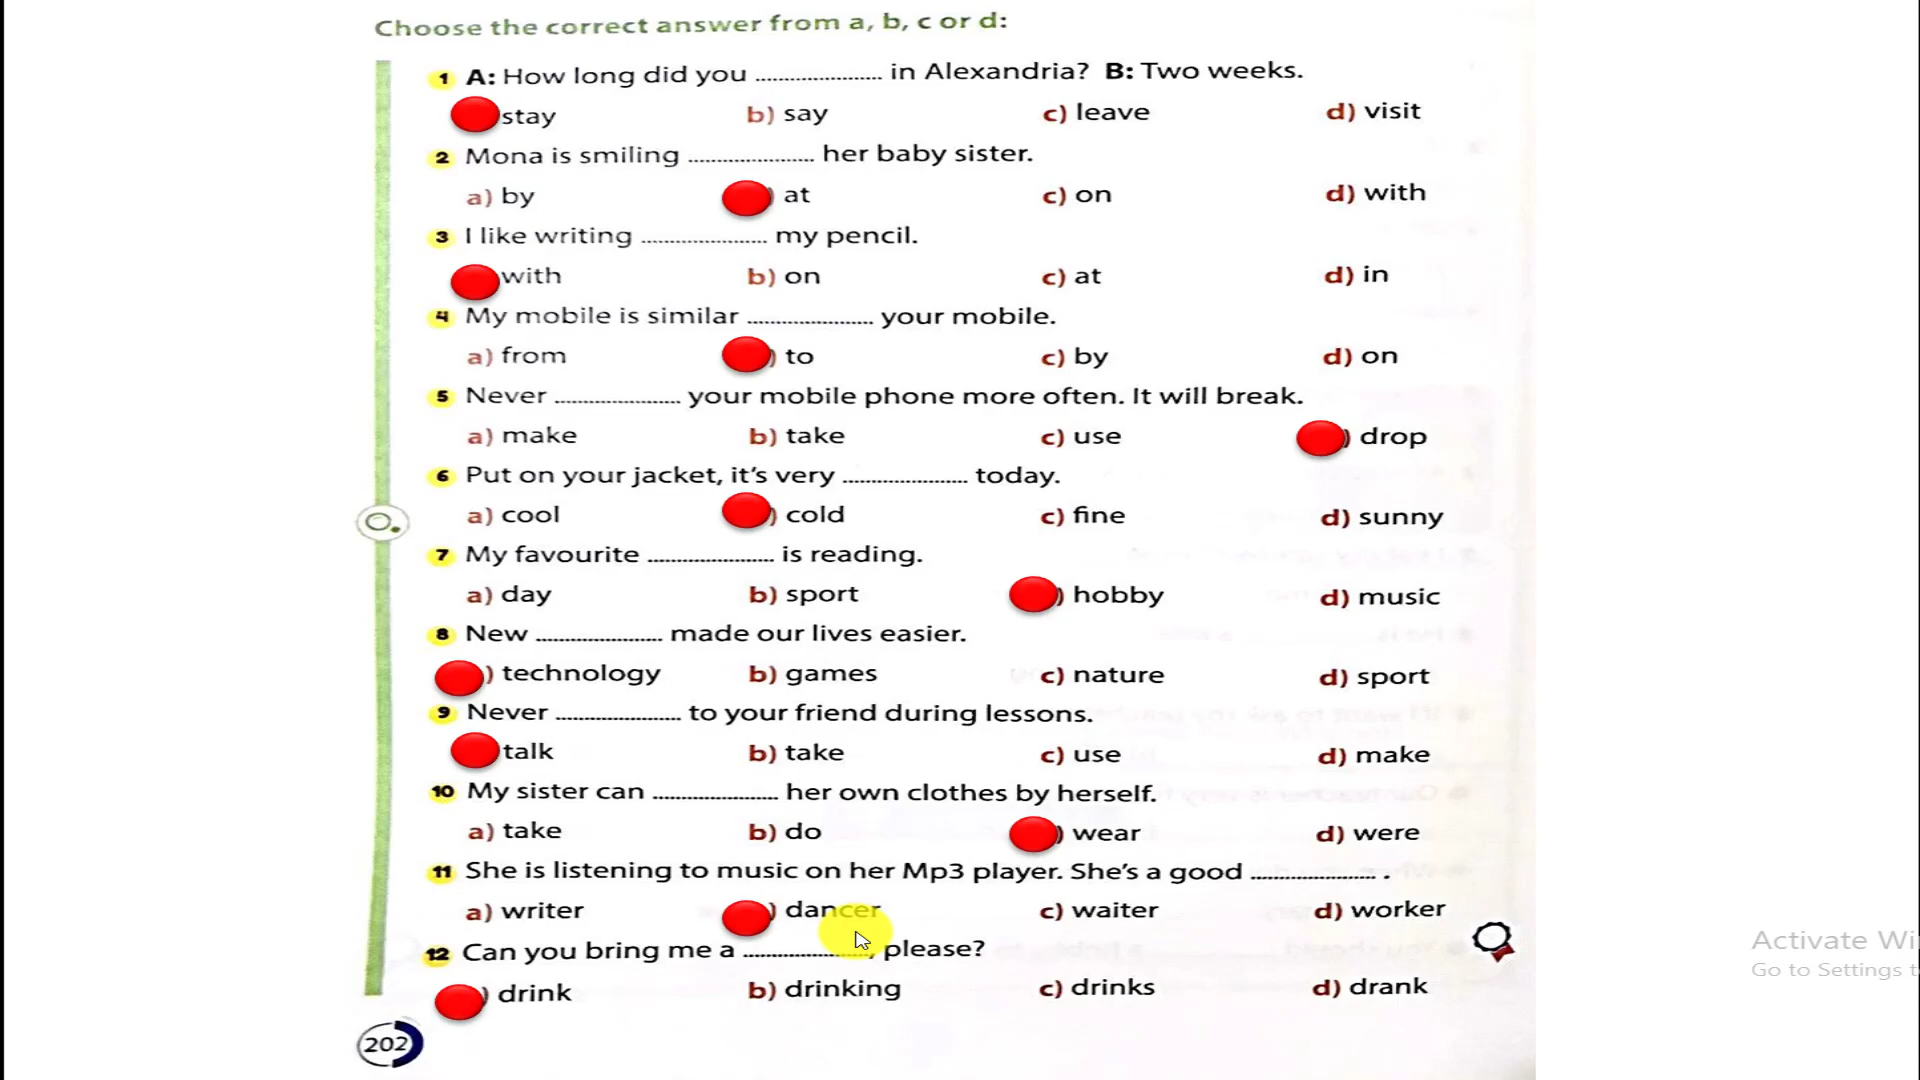 Choose the correct answer from a, b, c or d:
1 A: How long did you ..................... in Alexandria? B: Two weeks.
stay b) say c) leave d) visit
2 Mona is smiling ..................... her baby sister.
a) by ) at c) on d) with
3 I like writing ..................... my pencil.
with b) on c) at d) in
4 My mobile is similar ..................... your mobile.
a) from ) to c) by d) on
5 Never ..................... your mobile phone more often. It will break.
a) make b) take c) use ) drop
6 Put on your jacket, it's very ..................... today.
a) cool ) cold c) fine d) sunny
7 My favourite ..................... is reading.
a) day b) sport ) hobby d) music
8 New ..................... made our lives easier.
) technology b) games c) nature d) sport
9 Never ..................... to your friend during lessons.
talk b) take c) use d) make
10 My sister can ..................... her own clothes by herself.
a) take b) do ) wear d) were
11 She is listening to music on her Mp3 player. She's a good ..................... .
a) writer ) dancer c) waiter d) worker
12 Can you bring me a ....................., please?
) drink b) drinking c) drinks d) drank
202
Activate Wi
Go to Settings t